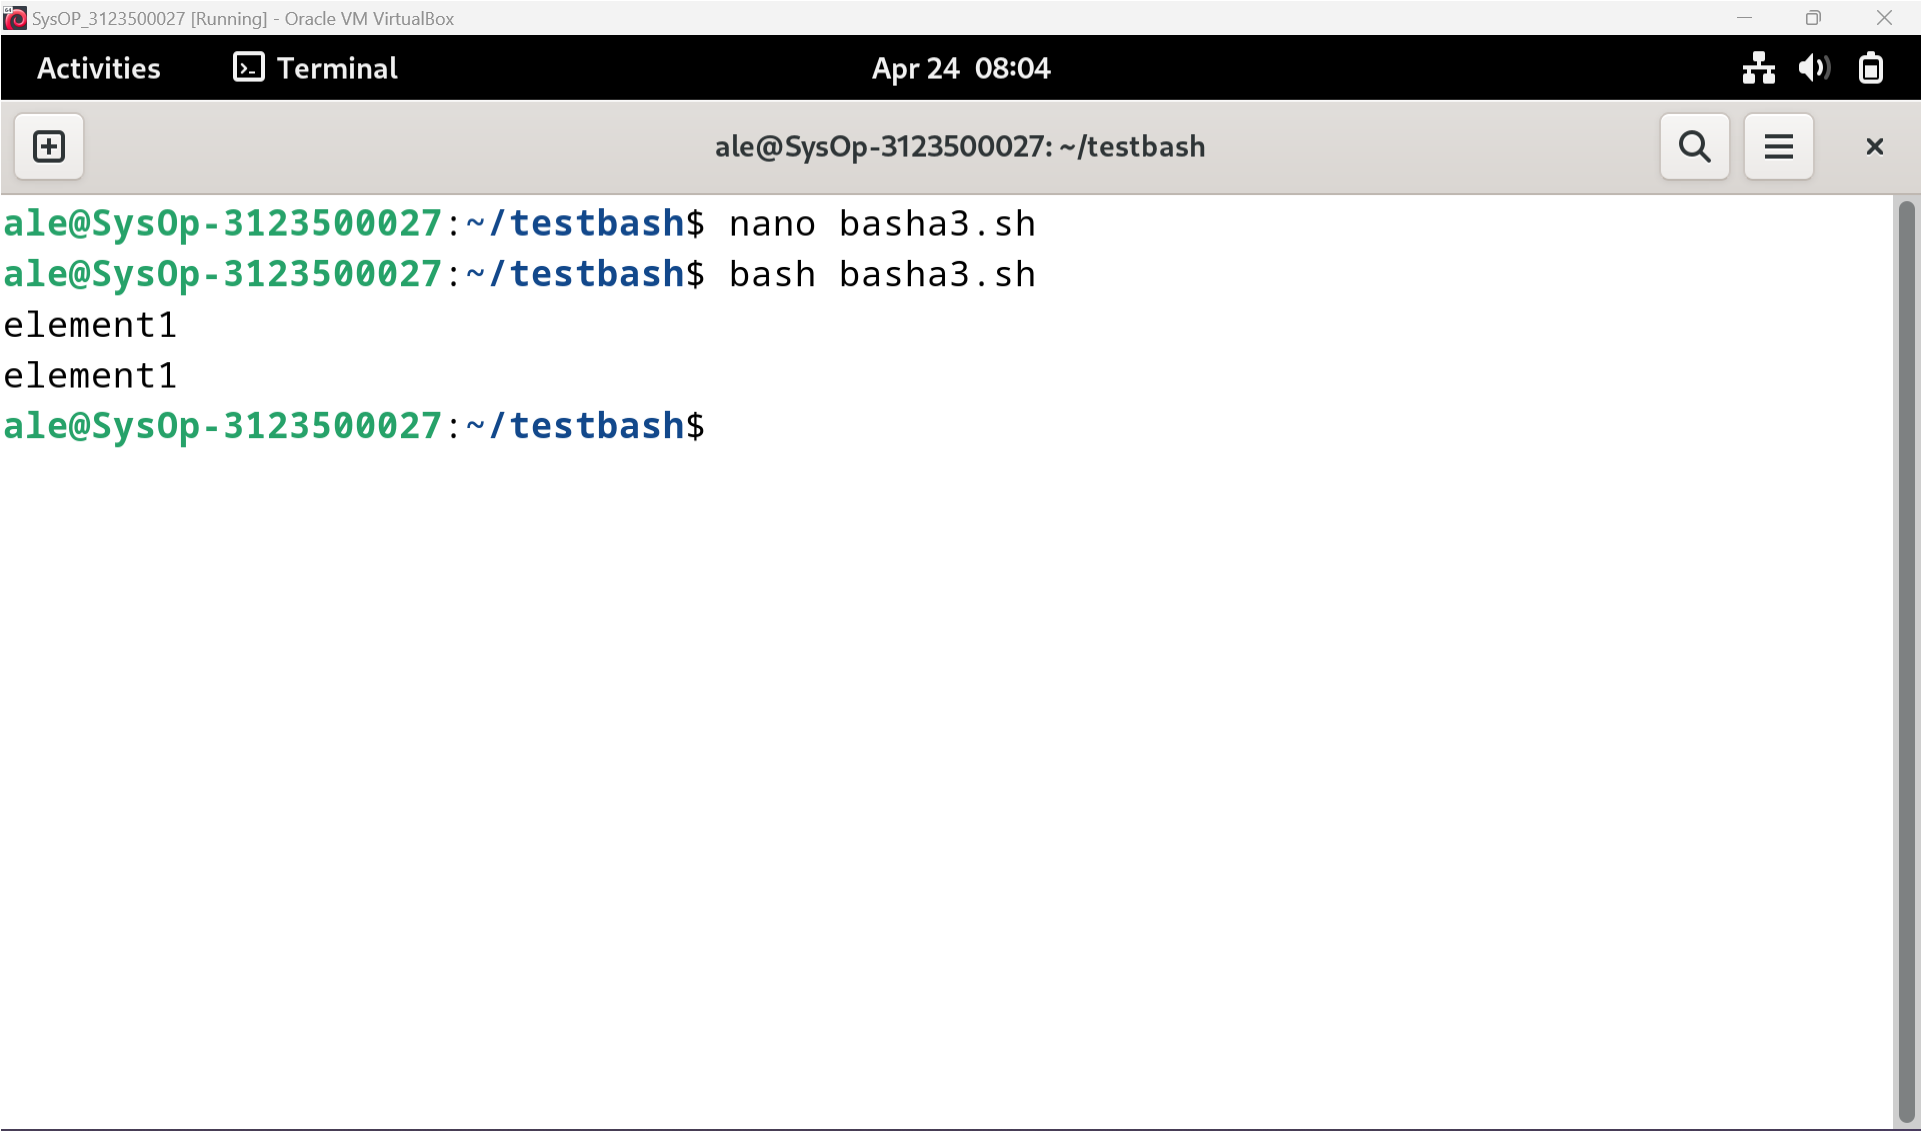 SysOP_3123500027 [Running] - Oracle VM VirtualBox
Activities Terminal Apr 24 08:04
ale@SysOp-3123500027: ~/testbash
ale@SysOp-3123500027:~/testbash$ nano basha3.sh
ale@SysOp-3123500027:~/testbash$ bash basha3.sh
element1
element1
ale@SysOp-3123500027:~/testbash$